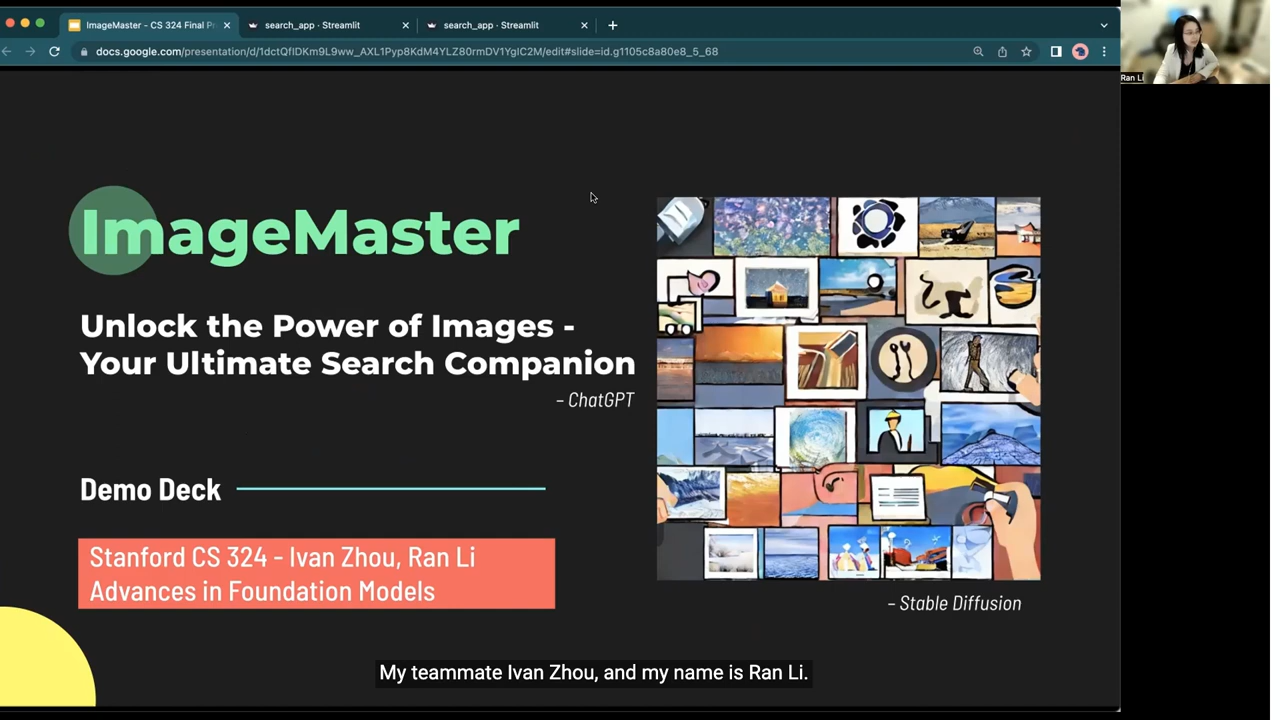 ImageMaster - CS 324 Final Pr
search_app · Streamlit
search_app · Streamlit
docs.google.com/presentation/d/1dctQfIDKm9L9ww_AXL1Pyp8KdM4YLZ80rmDV1YgIC2M/edit#slide=id.g1105c8a80e8_5_68
Ran Li
ImageMaster
Unlock the Power of Images -
Your Ultimate Search Companion
– ChatGPT
Demo Deck
Stanford CS 324 - Ivan Zhou, Ran Li
Advances in Foundation Models
– Stable Diffusion
My teammate Ivan Zhou, and my name is Ran Li.